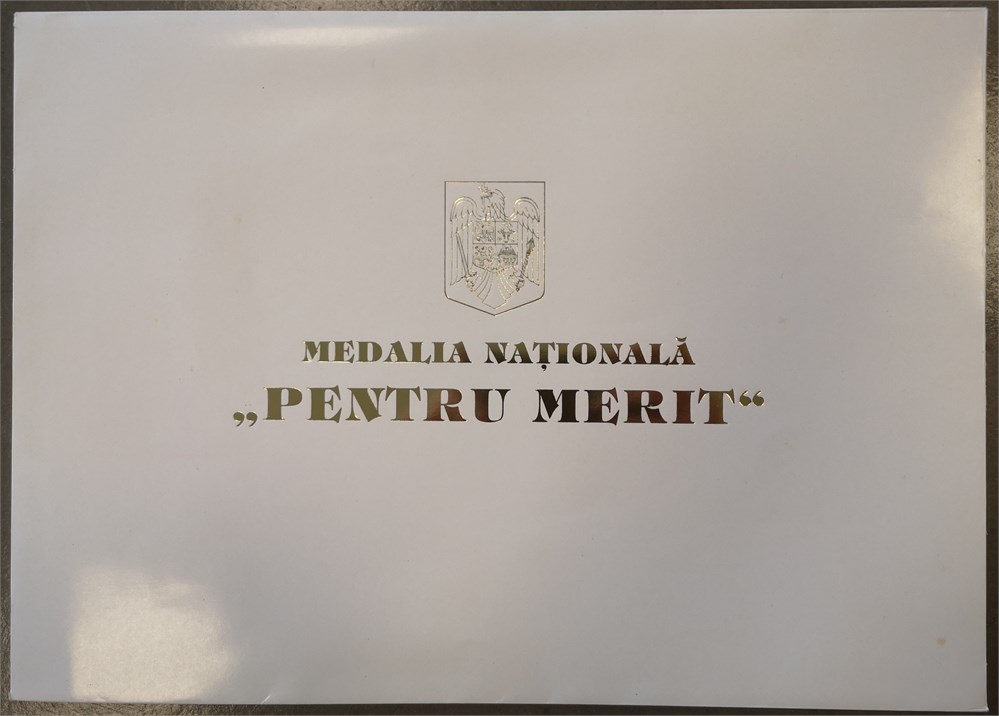 MEDALIA NAȚIONALĂ
„PENTRU MERIT“